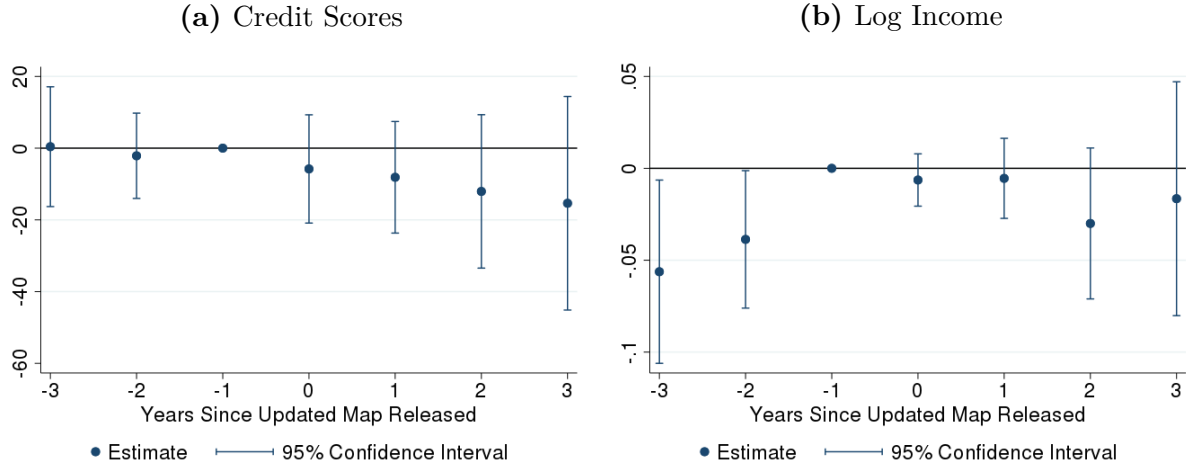 (a) Credit Scores
20
0
-20
-40
-60
-3 -2 -1 0 1 2 3
Years Since Updated Map Released
Estimate 95% Confidence Interval
(b) Log Income
.05
0
-.05
-.1
-3 -2 -1 0 1 2 3
Years Since Updated Map Released
Estimate 95% Confidence Interval